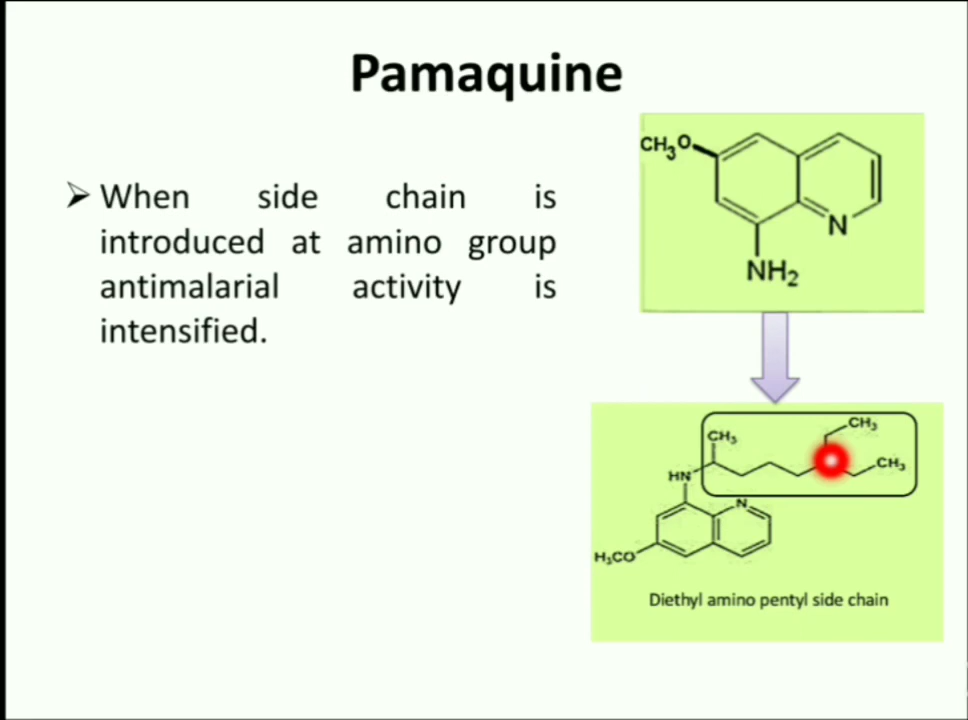 Pamaquine
➢ When side chain is
introduced at amino group
antimalarial activity is
intensified.
CH₃O
N
NH₂
CH₃
CH₃
CH₃
HN
N
H₃CO
Diethyl amino pentyl side chain